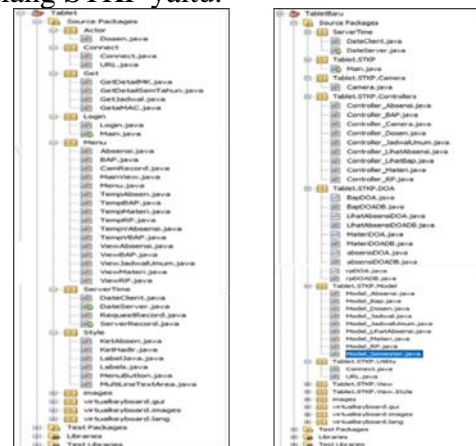 STKP yaitu:
Tablet
Source Packages
Actor
Dosen.java
Connect
Connect.java
URL.java
Get
GetDetailMK.java
GetDetailSemTahun.java
GetJadwal.java
GetaMAC.java
Login
Login.java
Main.java
Menu
Absensi.java
BAP.java
CamRecord.java
MainView.java
Menu.java
TempAbsen.java
TempBAP.java
TempMateri.java
TempRP.java
TempVAbsensi.java
TempVBAP.java
ViewAbsensi.java
ViewBAP.java
ViewJadwalUmum.java
ViewMateri.java
ViewRP.java
ServerTime
DateClient.java
DateServer.java
RequestRecord.java
ServerRecord.java
Style
KetAbsen.java
KetHadir.java
LabelJava.java
Labels.java
MenuButton.java
MultiLineTextArea.java
images
virtualkeyboard.gui
virtualkeyboard.images
virtualkeyboard.lang
Test Packages
Libraries
Test Libraries
TabletBaru
Source Packages
ServerTime
DateClient.java
DateServer.java
Tablet.STKP
Main.java
Tablet.STKP.Camera
Camera.java
Tablet.STKP.Controllers
Controller_Absensi.java
Controller_BAP.java
Controller_Camera.java
Controller_Dosen.java
Controller_JadwalUmum.java
Controller_LihatAbsensi.java
Controller_LihatBap.java
Controller_Materi.java
Controller_RP.java
Tablet.STKP.DOA
BapDOA.java
BapDOADB.java
LihatAbsensiDOA.java
LihatAbsensiDOADB.java
MateriDOA.java
MateriDOADB.java
absensiDOA.java
absensiDOADB.java
rpDOA.java
rpDOADB.java
Tablet.STKP.Model
Model_Absensi.java
Model_Bap.java
Model_Dosen.java
Model_Jadwal.java
Model_JadwalUmum.java
Model_LihatAbsensi.java
Model_Materi.java
Model_RP.java
Model_Semester.java
Tablet.STKP.Utility
Connect.java
URL.java
Tablet.STKP.View
Tablet.STKP.View.Style
images
virtualkeyboard.gui
virtualkeyboard.images
virtualkeyboard.lang
Test Packages
Libraries
Test Libraries